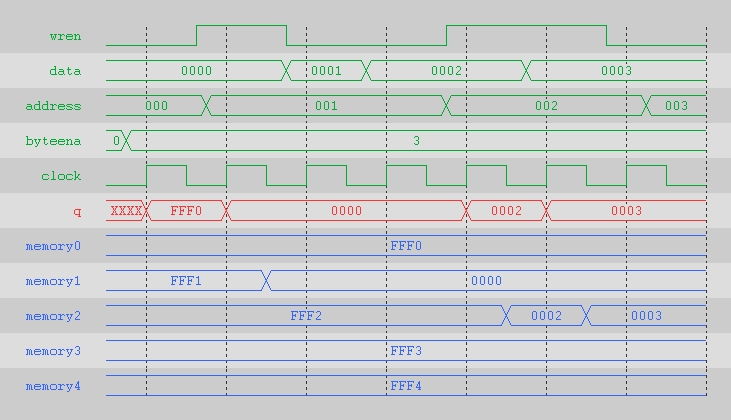 wren
data 0000 0001 0002 0003
address 000 001 002 003
byteena 0 3
clock
q XXXX FFF0 0000 0002 0003
memory0 FFF0
memory1 FFF1 0000
memory2 FFF2 0002 0003
memory3 FFF3
memory4 FFF4